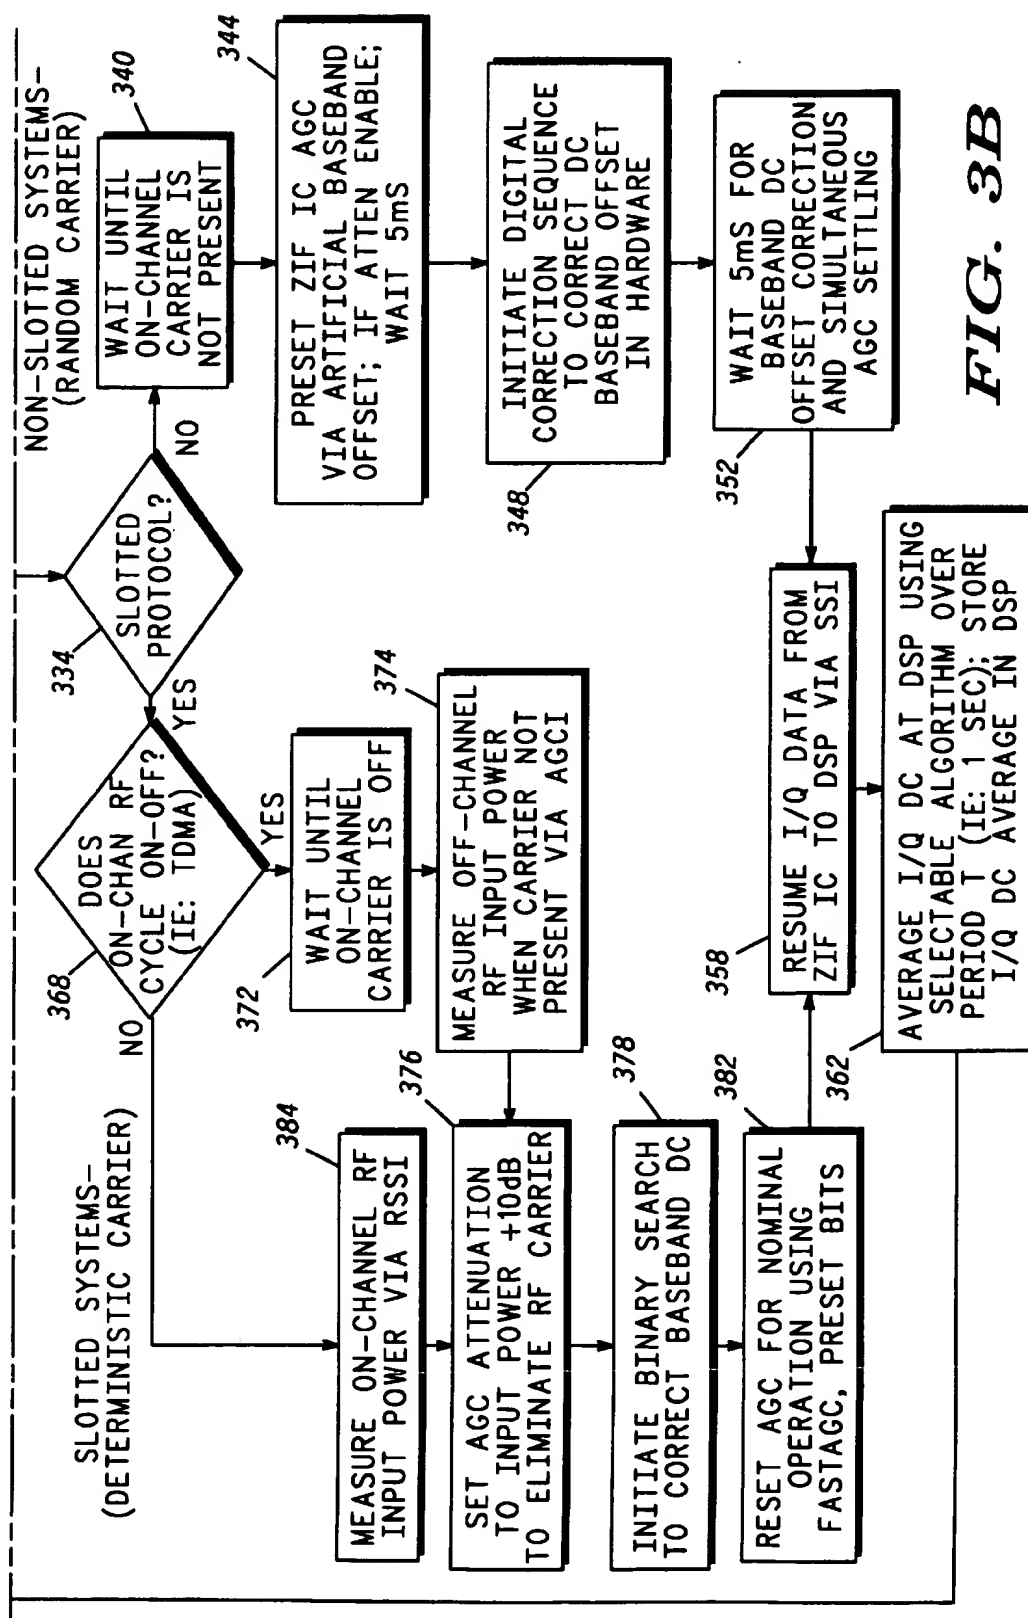 SLOTTED SYSTEMS-
(DETERMINISTIC CARRIER)
NON-SLOTTED SYSTEMS-
(RANDOM CARRIER)
334
SLOTTED
PROTOCOL?
YES
NO
368
DOES
ON-CHAN RF
CYCLE ON-OFF?
(IE: TDMA)
NO
YES
340
WAIT UNTIL
ON-CHANNEL
CARRIER IS
NOT PRESENT
344
PRESET ZIF IC AGC
VIA ARTIFICIAL BASEBAND
OFFSET; IF ATTEN ENABLE;
WAIT 5mS
348
INITIATE DIGITAL
CORRECTION SEQUENCE
TO CORRECT DC
BASEBAND OFFSET
IN HARDWARE
352
WAIT 5mS FOR
BASEBAND DC
OFFSET CORRECTION
AND SIMULTANEOUS
AGC SETTLING
372
WAIT UNTIL
ON-CHANNEL
CARRIER IS OFF
374
MEASURE OFF-CHANNEL
RF INPUT POWER
WHEN CARRIER NOT
PRESENT VIA AGCI
384
MEASURE ON-CHANNEL RF
INPUT POWER VIA RSSI
376
SET AGC ATTENUATION
TO INPUT POWER +10dB
TO ELIMINATE RF CARRIER
378
INITIATE BINARY SEARCH
TO CORRECT BASEBAND DC
382
RESET AGC FOR NOMINAL
OPERATION USING
FASTAGC, PRESET BITS
358
RESUME I/Q DATA FROM
ZIF IC TO DSP VIA SSI
362
AVERAGE I/Q DC AT DSP USING
SELECTABLE ALGORITHM OVER
PERIOD T (IE: 1 SEC); STORE
I/Q DC AVERAGE IN DSP
FIG. 3B